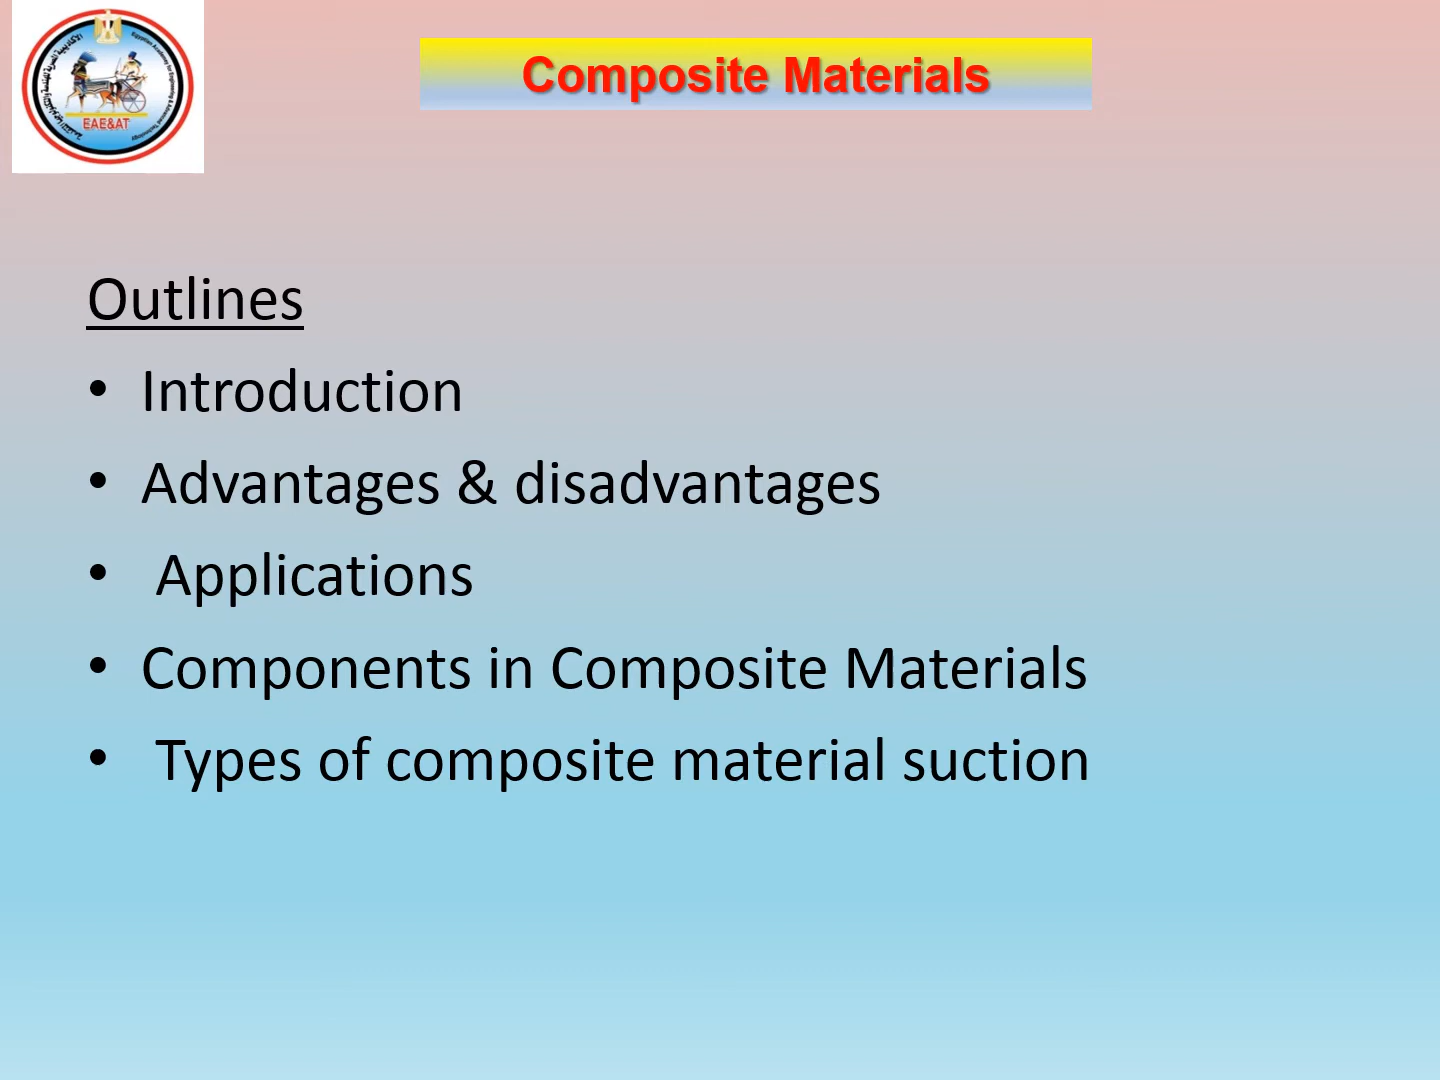 Composite Materials
EAE&AT
Outlines
• Introduction
• Advantages & disadvantages
• Applications
• Components in Composite Materials
• Types of composite material suction